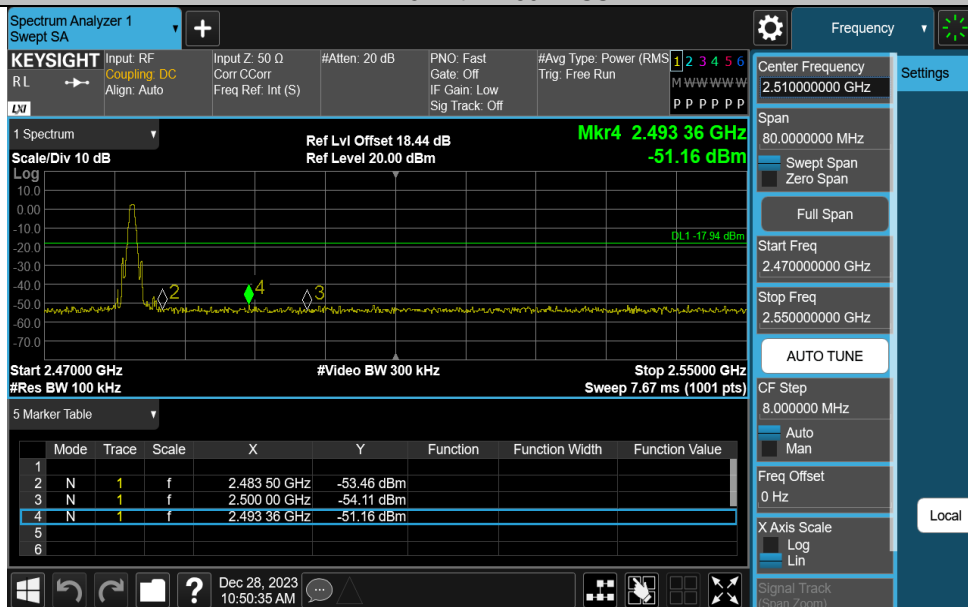 Spectrum Analyzer 1
Swept SA
Frequency
KEYSIGHT Input: RF Input Z: 50 Ω #Atten: 20 dB PNO: Fast #Avg Type: Power (RMS 1 2 3 4 5 6
RL Coupling: DC Corr CCorr Gate: Off Trig: Free Run M W W W W W
Align: Auto Freq Ref: Int (S) IF Gain: Low
LXI Sig Track: Off P P P P P P
1 Spectrum Ref Lvl Offset 18.44 dB Mkr4 2.493 36 GHz
Scale/Div 10 dB Ref Level 20.00 dBm -51.16 dBm
Log
10.0
0.00
-10.0
DL1 -17.94 dBm
-20.0
-30.0
-40.0
2 4 3
-50.0
-60.0
-70.0
Start 2.47000 GHz #Video BW 300 kHz Stop 2.55000 GHz
#Res BW 100 kHz Sweep 7.67 ms (1001 pts)
5 Marker Table
Mode Trace Scale X Y Function Function Width Function Value
1
2 N 1 f 2.483 50 GHz -53.46 dBm
3 N 1 f 2.500 00 GHz -54.11 dBm
4 N 1 f 2.493 36 GHz -51.16 dBm
5
6
?
Dec 28, 2023
10:50:35 AM
Center Frequency
2.510000000 GHz
Settings
Span
80.0000000 MHz
Swept Span
Zero Span
Full Span
Start Freq
2.470000000 GHz
Stop Freq
2.550000000 GHz
AUTO TUNE
CF Step
8.000000 MHz
Auto
Man
Freq Offset
0 Hz
Local
X Axis Scale
Log
Lin
Signal Track
(Span Zoom)